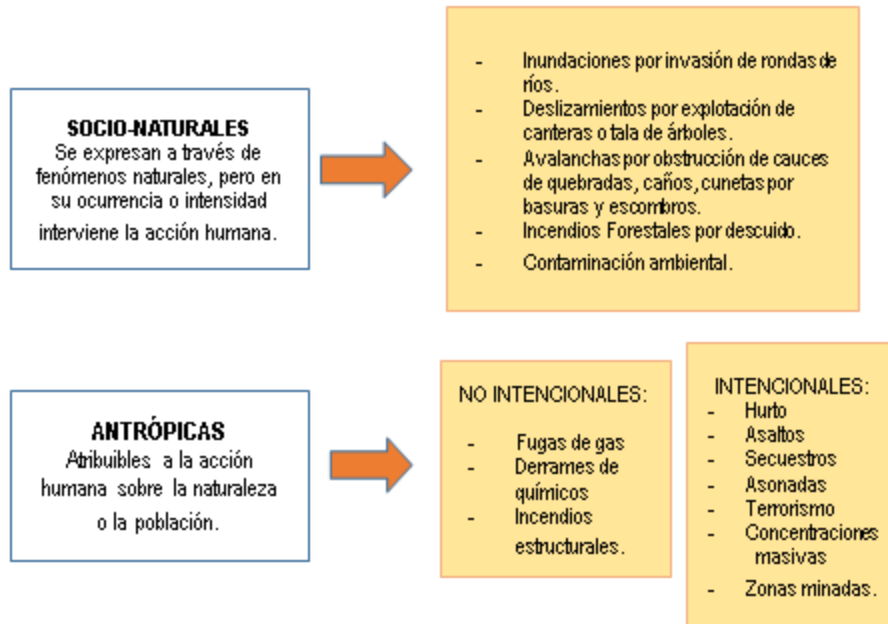 SOCIO-NATURALES
Se expresan a través de
fenómenos naturales, pero en
su ocurrencia o intensidad
interviene la acción humana.
- Inundaciones por invasión de rondas de
ríos.
- Deslizamientos por explotación de
canteras o tala de árboles.
- Avalanchas por obstrucción de cauces
de quebradas, caños, cunetas por
basuras y escombros.
- Incendios Forestales por descuido.
- Contaminación ambiental.
ANTRÓPICAS
Atribuibles a la acción
humana sobre la naturaleza
o la población.
NO INTENCIONALES:
- Fugas de gas
- Derrames de
químicos
- Incendios
estructurales.
INTENCIONALES:
- Hurto
- Asaltos
- Secuestros
- Asonadas
- Terrorismo
- Concentraciones
masivas
- Zonas minadas.